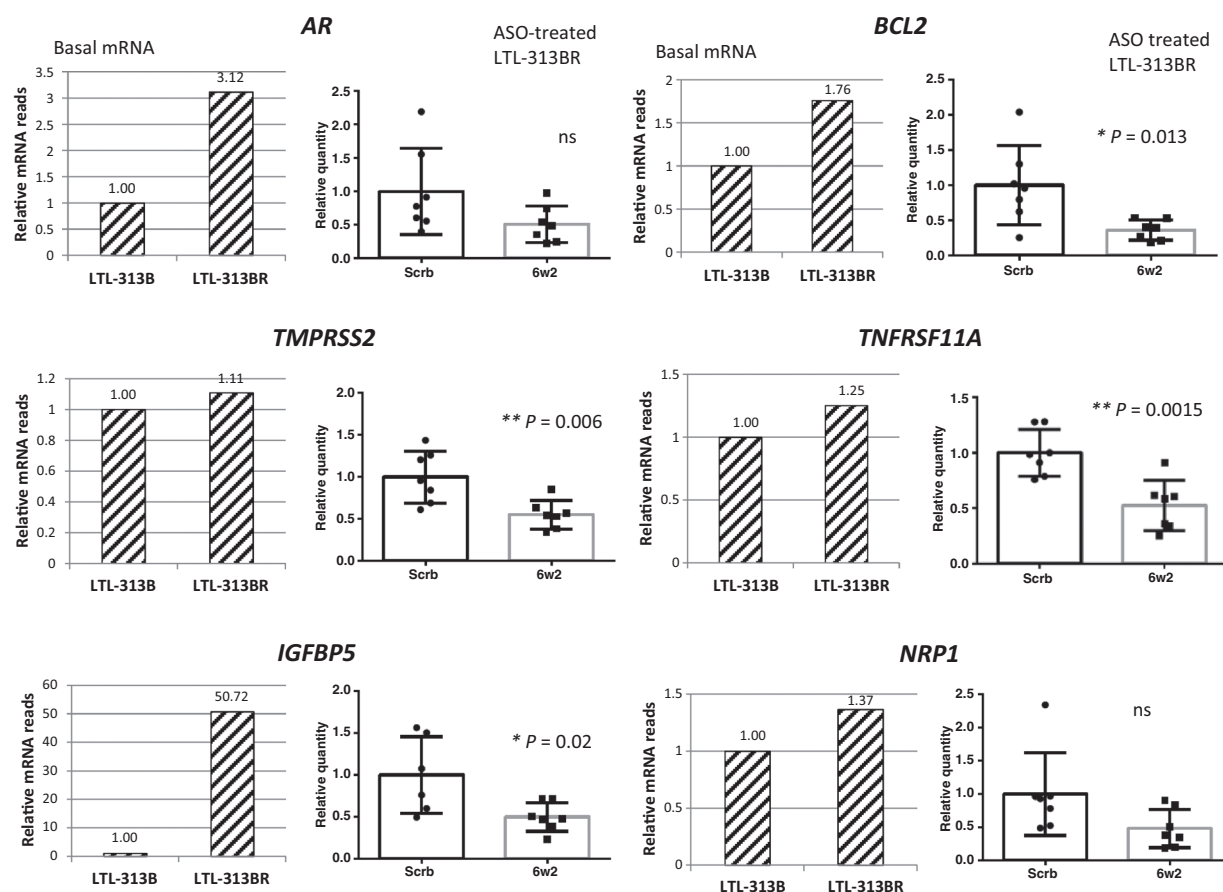 AR
Basal mRNA
ASO-treated
LTL-313BR
Relative mRNA reads
3.5
3
2.5
2
1.5
1
0.5
0
1.00
3.12
LTL-313B
LTL-313BR
Relative quantity
2.5
2.0
1.5
1.0
0.5
0.0
ns
Scrb
6w2
BCL2
Basal mRNA
ASO treated
LTL-313BR
Relative mRNA reads
2
1.5
1
0.5
0
1.00
1.76
LTL-313B
LTL-313BR
Relative quantity
2.5
2.0
1.5
1.0
0.5
0.0
* P = 0.013
Scrb
6w2
TMPRSS2
Relative mRNA reads
1.2
1
0.8
0.6
0.4
0.2
0
1.00
1.11
LTL-313B
LTL-313BR
Relative quantity
2.0
1.5
1.0
0.5
0.0
** P = 0.006
Scrb
6w2
TNFRSF11A
Relative mRNA reads
1.5
1
0.5
0
1.00
1.25
LTL-313B
LTL-313BR
Relative quantity
1.5
1.0
0.5
0.0
** P = 0.0015
Scrb
6w2
IGFBP5
Relative mRNA reads
60
50
40
30
20
10
0
1.00
50.72
LTL-313B
LTL-313BR
Relative quantity
2.0
1.5
1.0
0.5
0.0
* P = 0.02
Scrb
6w2
NRP1
Relative mRNA reads
1.5
1
0.5
0
1.00
1.37
LTL-313B
LTL-313BR
Relative quantity
2.5
2.0
1.5
1.0
0.5
0.0
ns
Scrb
6w2